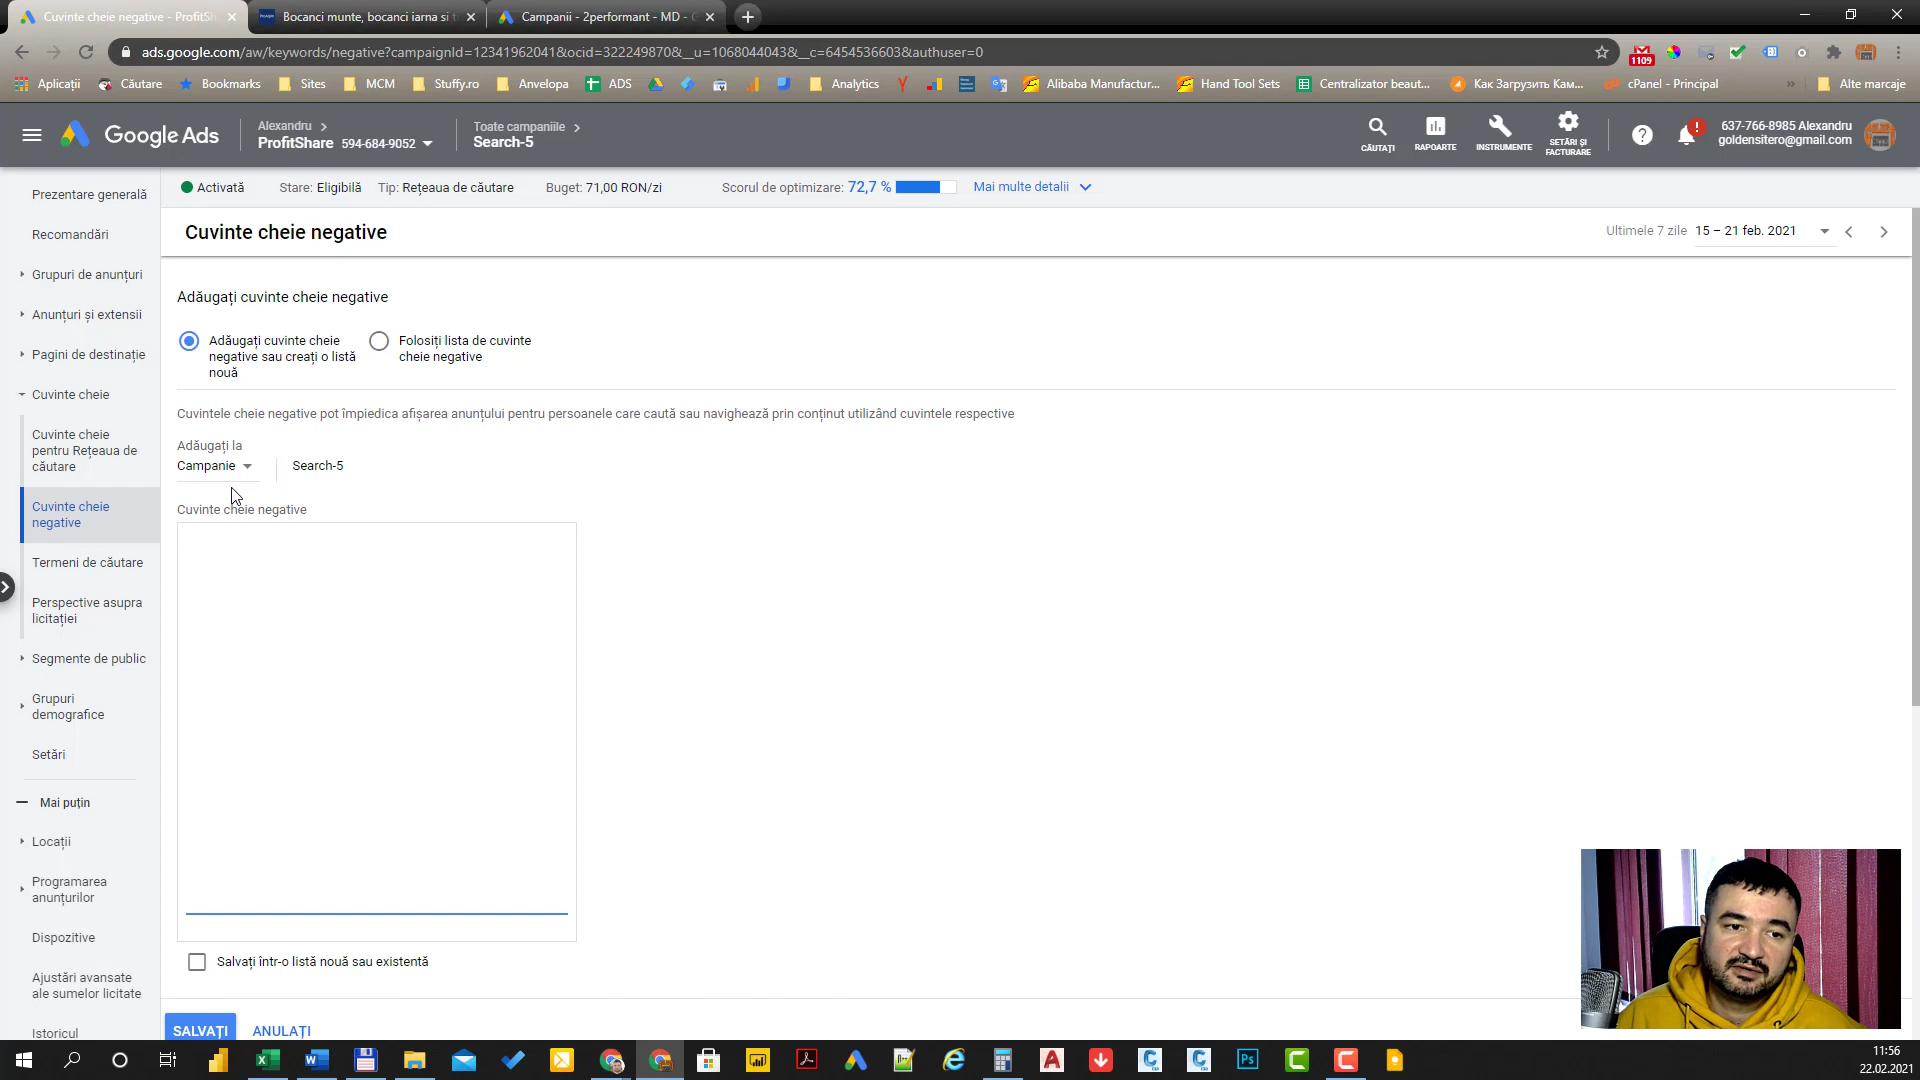 Cuvinte cheie negative - ProfitSh
Bocanci munte, bocanci iarna si t
Campanii - 2performant - MD - G
ads.google.com/aw/keywords/negative?campaignId=12341962041&ocid=322249870&__u=1068044043&__c=6454536603&authuser=0
1109
Aplicații
Căutare
Bookmarks
Sites
MCM
Stuffy.ro
Anvelopa
ADS
Analytics
Alibaba Manufactur...
Hand Tool Sets
Centralizator beaut...
Как Загрузить Кам...
cPanel - Principal
Alte marcaje
Google Ads
Alexandru
ProfitShare 594-684-9052
Toate campaniile
Search-5
CĂUTAȚI
RAPOARTE
INSTRUMENTE
SETĂRI ȘI
FACTURARE
637-766-8985 Alexandru
goldensitero@gmail.com
Activată
Stare: Eligibilă
Tip: Rețeaua de căutare
Buget: 71,00 RON/zi
Scorul de optimizare: 72,7 %
Mai multe detalii
Prezentare generală
Recomandări
Grupuri de anunțuri
Anunțuri și extensii
Pagini de destinație
Cuvinte cheie
Cuvinte cheie
pentru Rețeaua de
căutare
Cuvinte cheie
negative
Termeni de căutare
Perspective asupra
licitației
Segmente de public
Grupuri
demografice
Setări
Mai puțin
Locații
Programarea
anunțurilor
Dispozitive
Ajustări avansate
ale sumelor licitate
Istoricul
Cuvinte cheie negative
Ultimele 7 zile 15 – 21 feb. 2021
Adăugați cuvinte cheie negative
Adăugați cuvinte cheie
negative sau creați o listă
nouă
Folosiți lista de cuvinte
cheie negative
Cuvintele cheie negative pot împiedica afișarea anunțului pentru persoanele care caută sau navighează prin conținut utilizând cuvintele respective
Adăugați la
Campanie
Search-5
Cuvinte cheie negative
Salvați într-o listă nouă sau existentă
SALVAȚI
ANULAȚI
11:56
22.02.2021